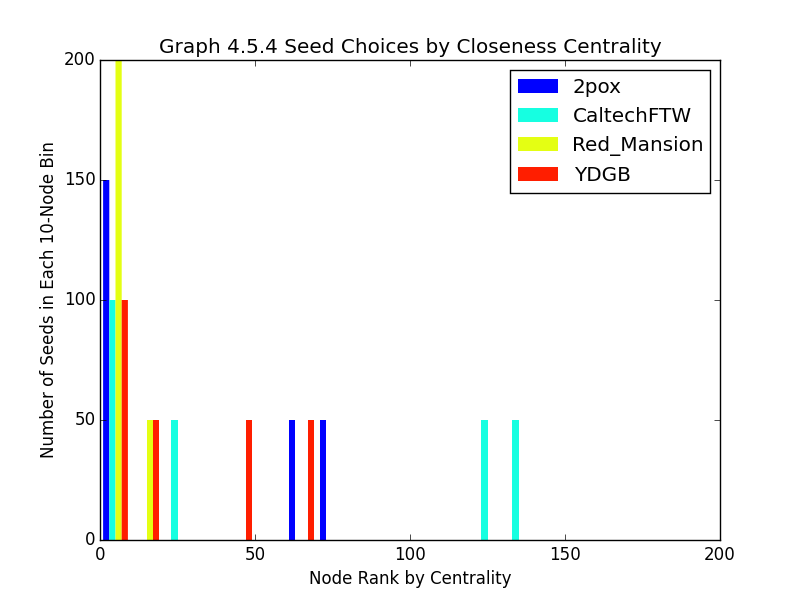 Graph 4.5.4 Seed Choices by Closeness Centrality
200
150
100
50
0
Number of Seeds in Each 10-Node Bin
2pox
CaltechFTW
Red_Mansion
YDGB
0 50 100 150 200
Node Rank by Centrality